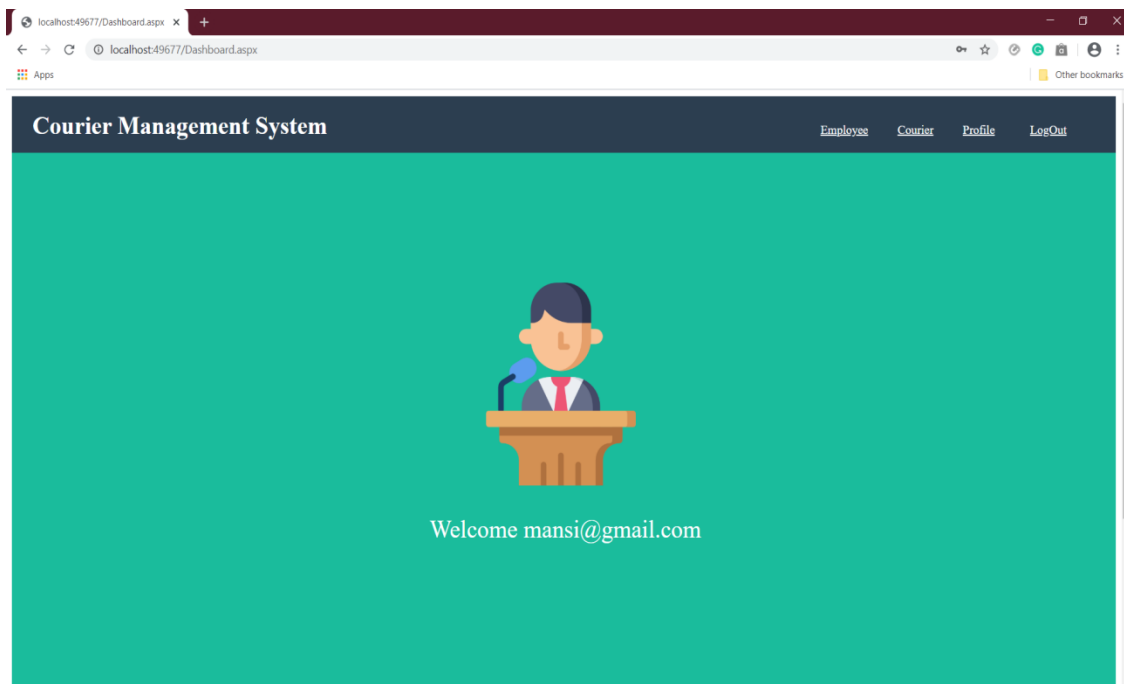 localhost:49677/Dashboard.aspx
localhost:49677/Dashboard.aspx
Apps
Other bookmarks
Courier Management System
Employee Courier Profile LogOut
Welcome mansi@gmail.com